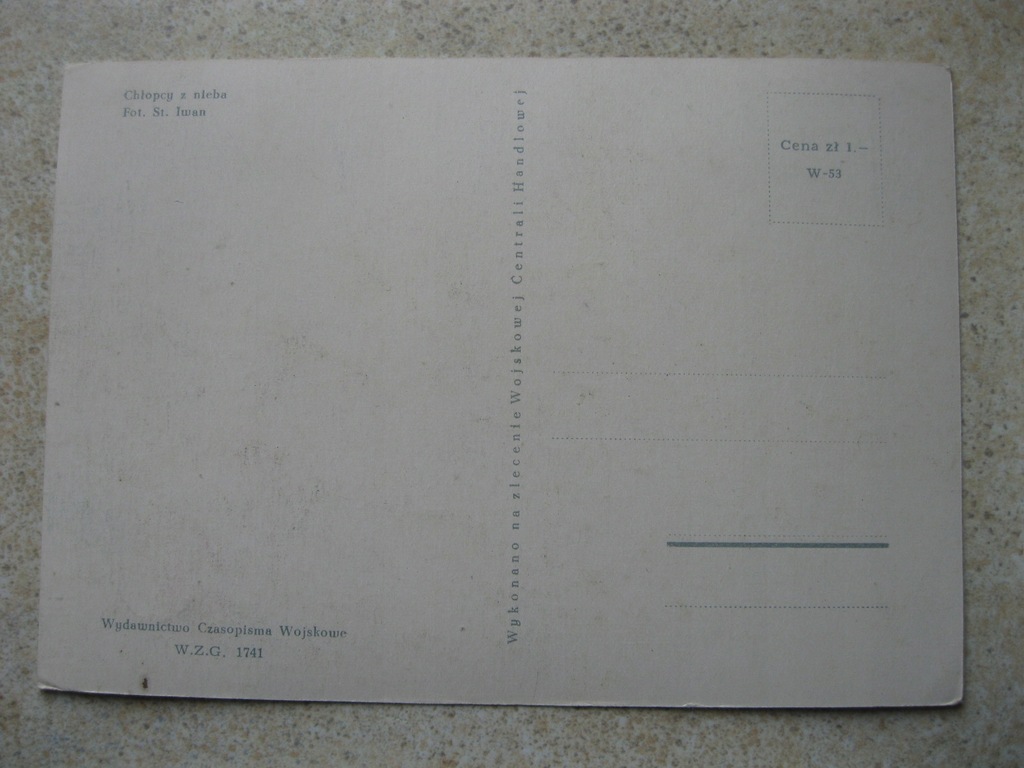 Chłopcy z nieba
Fot. St. Iwan
Wykonano na zlecenie Wojskowej Centrali Handlowej
Cena zł 1.—
W-53
Wydawnictwo Czasopisma Wojskowe
W.Z.G. 1741